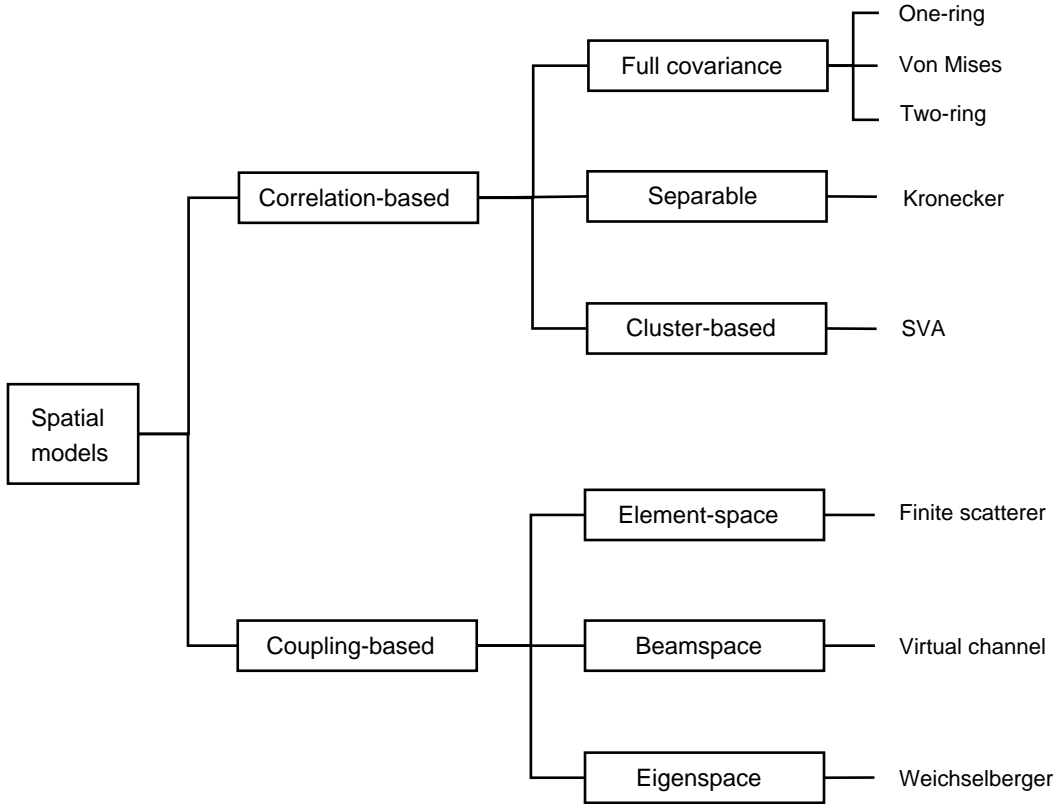 One-ring
Full covariance
Von Mises
Two-ring
Correlation-based
Separable
Kronecker
Cluster-based
SVA
Spatial
models
Element-space
Finite scatterer
Coupling-based
Beamspace
Virtual channel
Eigenspace
Weichselberger